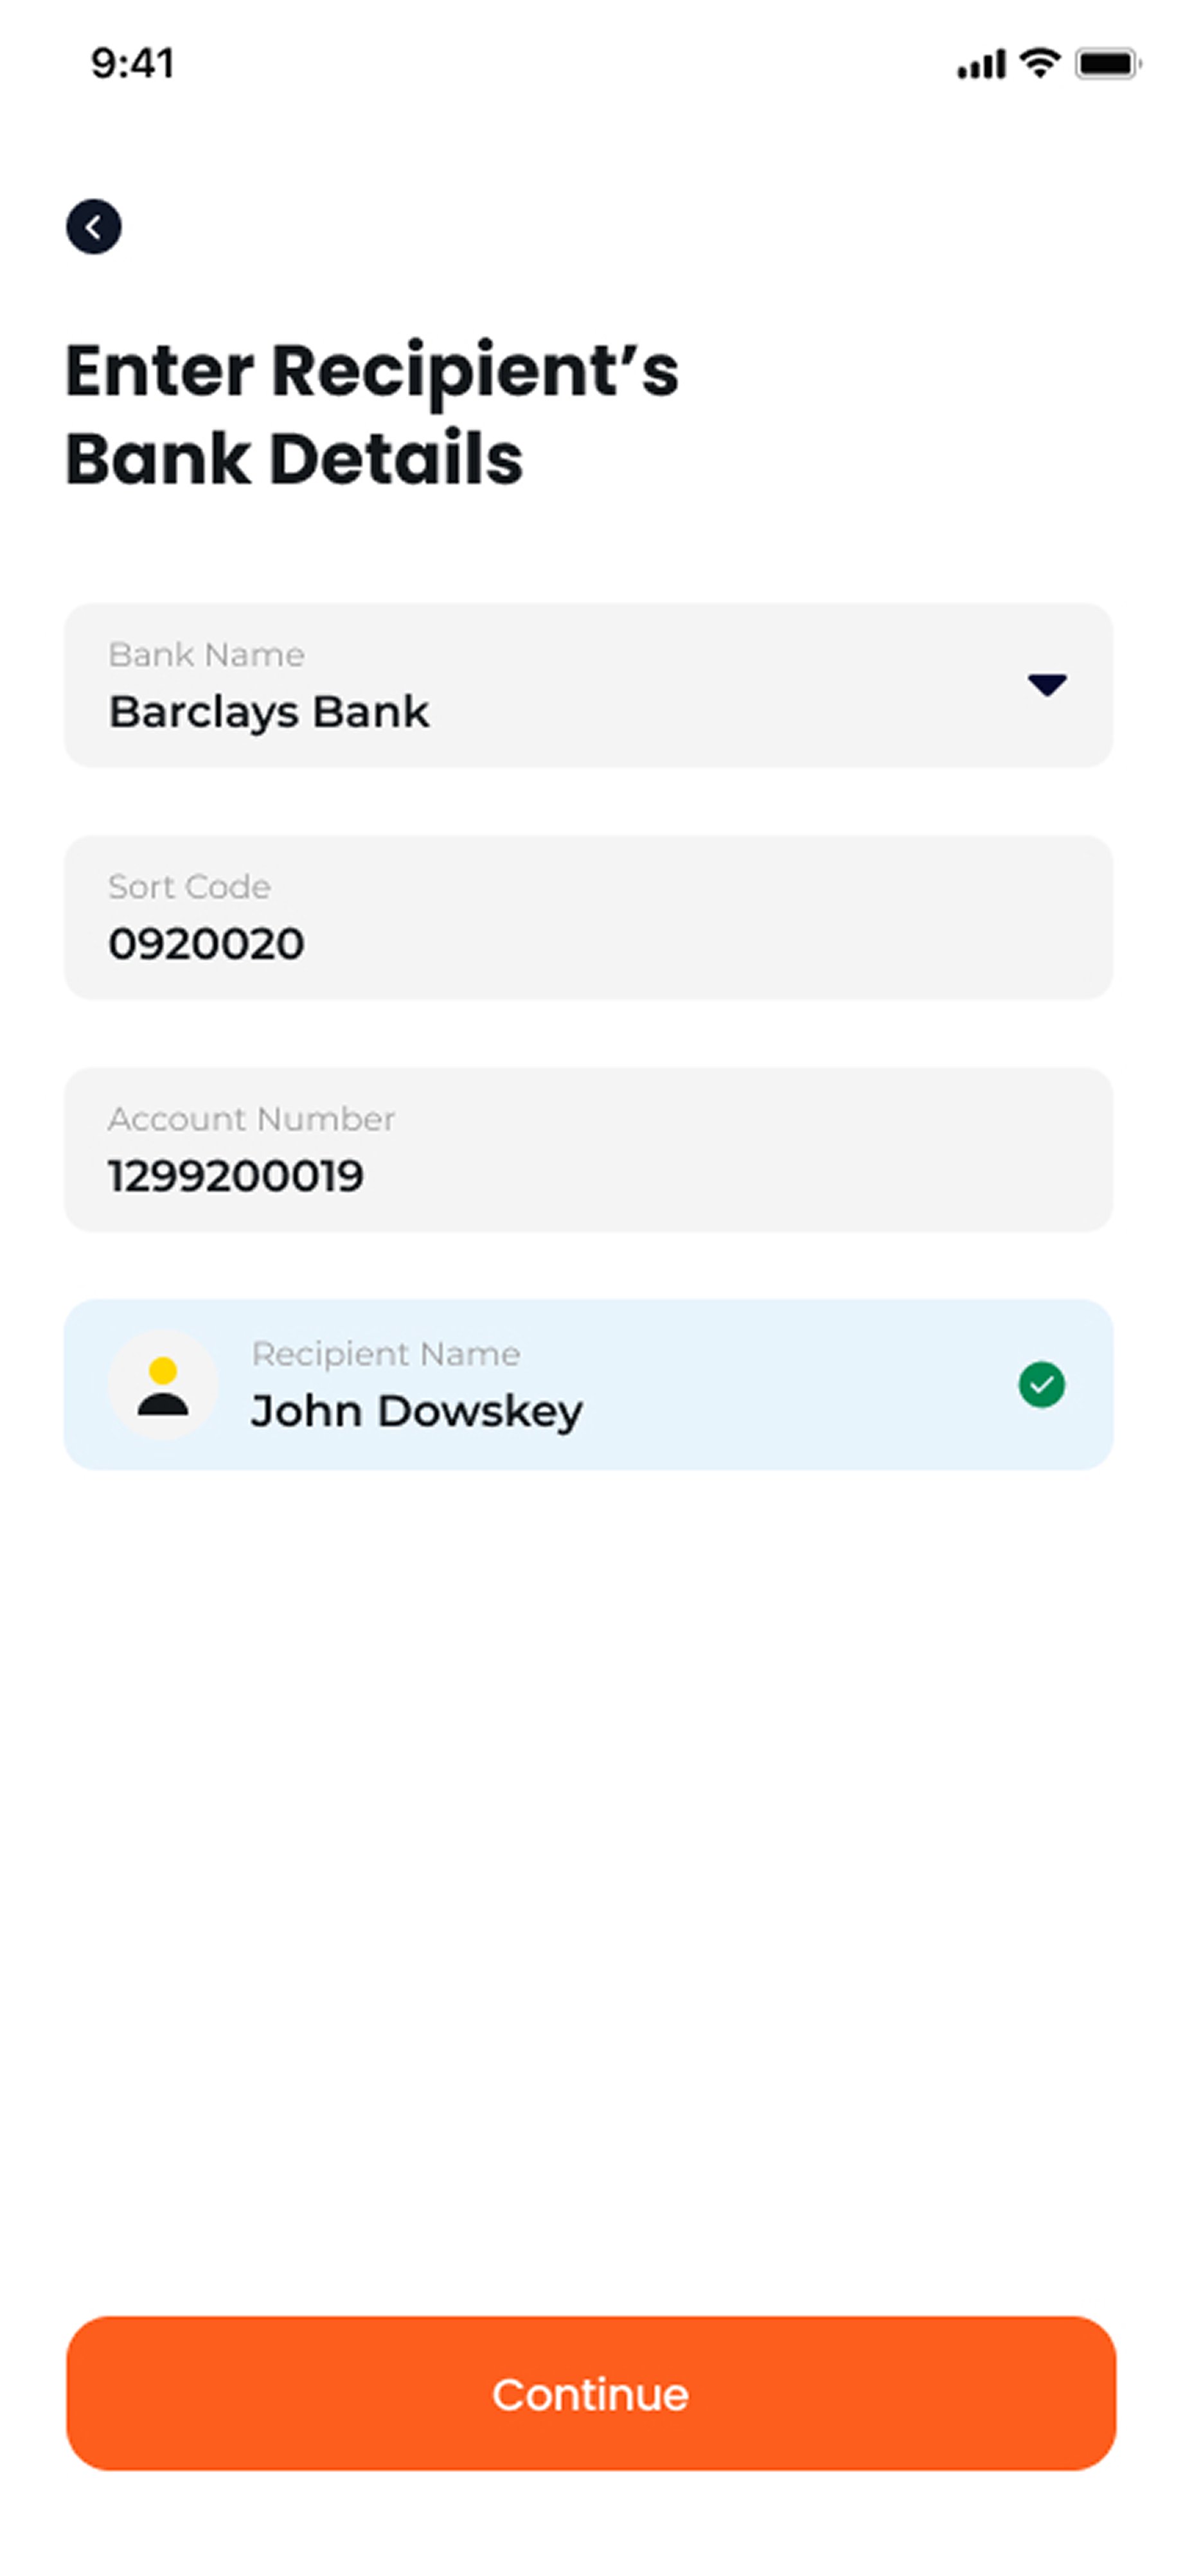 9:41
Enter Recipient’s
Bank Details
Bank Name
Barclays Bank
Sort Code
0920020
Account Number
1299200019
Recipient Name
John Dowskey
Continue